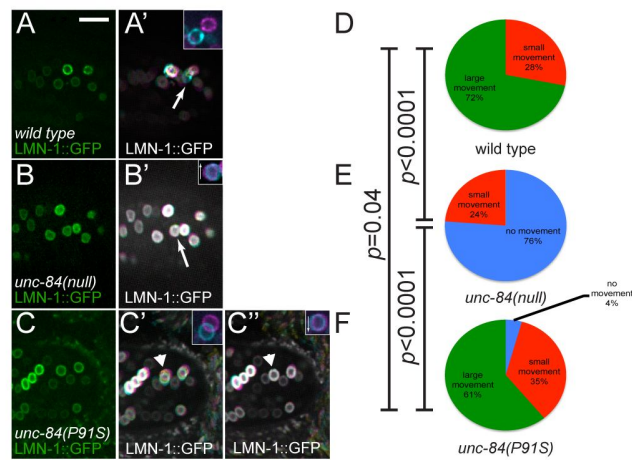 A
wild type
LMN-1::GFP
A'
LMN-1::GFP
B
unc-84(null)
LMN-1::GFP
B'
LMN-1::GFP
C
unc-84(P91S)
LMN-1::GFP
C'
LMN-1::GFP
C"
LMN-1::GFP
D
small
movement
28%
large
movement
72%
wild type
E
small
movement
24%
no movement
76%
unc-84(null)
F
no
movement
4%
small
movement
35%
large
movement
61%
unc-84(P91S)
p=0.04
p<0.0001
p<0.0001